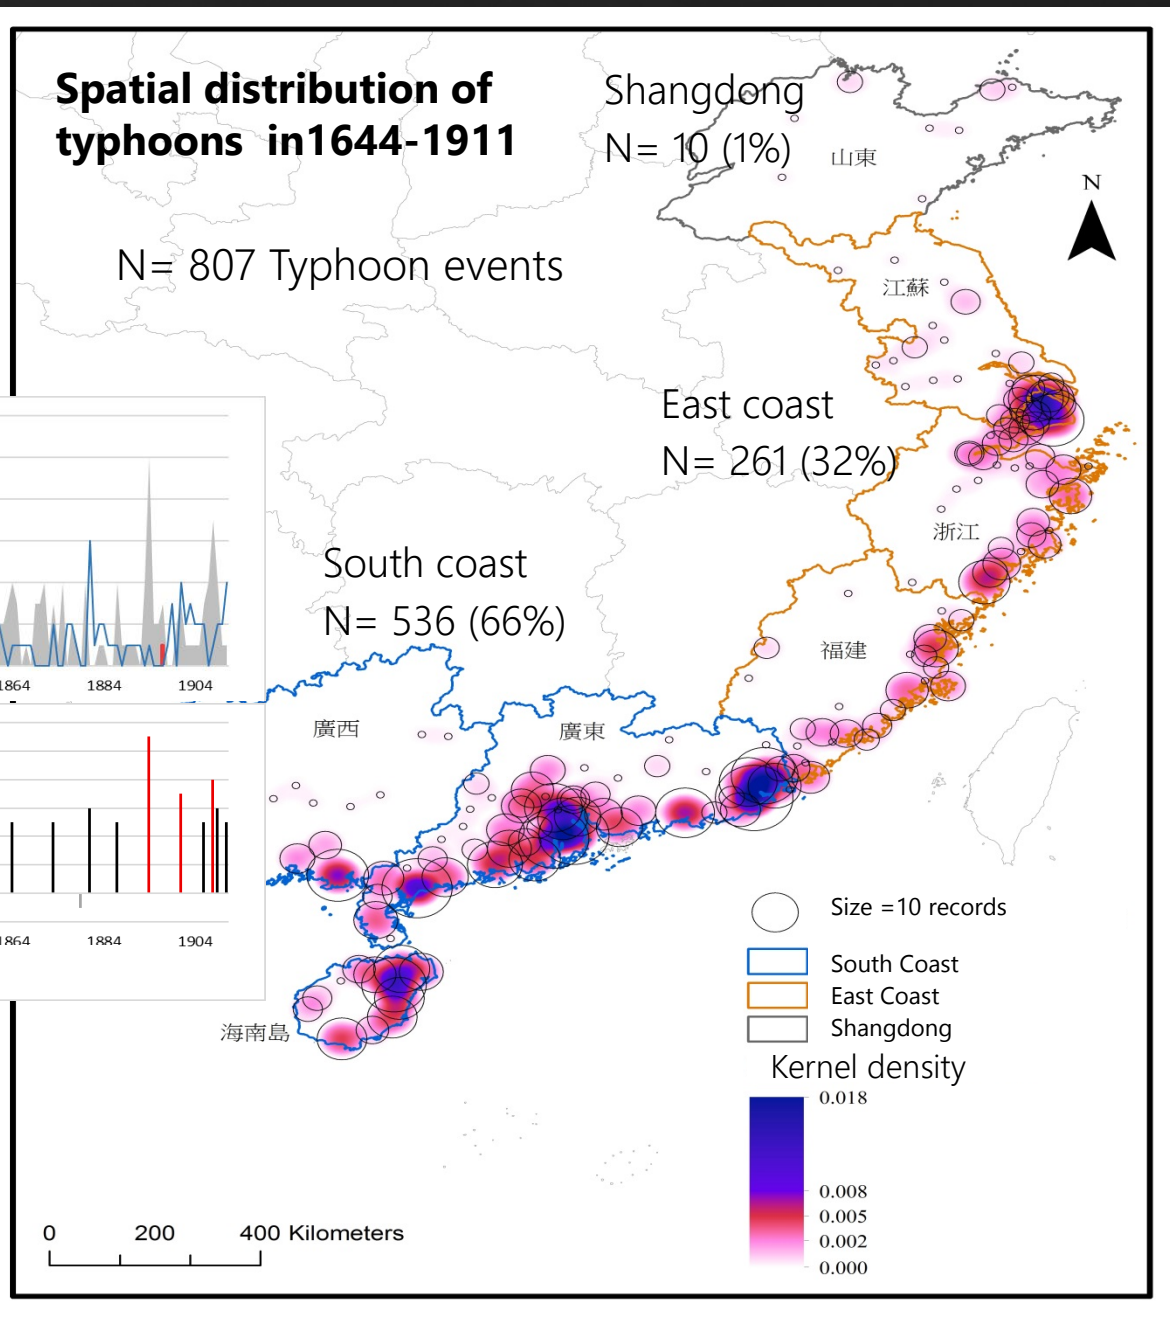 Spatial distribution of
typhoons in1644-1911
N= 807 Typhoon events
Shangdong
N= 10 (1%)
山東
N
江蘇
East coast
N= 261 (32%)
浙江
South coast
N= 536 (66%)
福建
1864 1884 1904
廣西
廣東
1864 1884 1904
海南島
Size =10 records
South Coast
East Coast
Shangdong
Kernel density
0.018
0.008
0.005
0.002
0.000
0 200 400 Kilometers